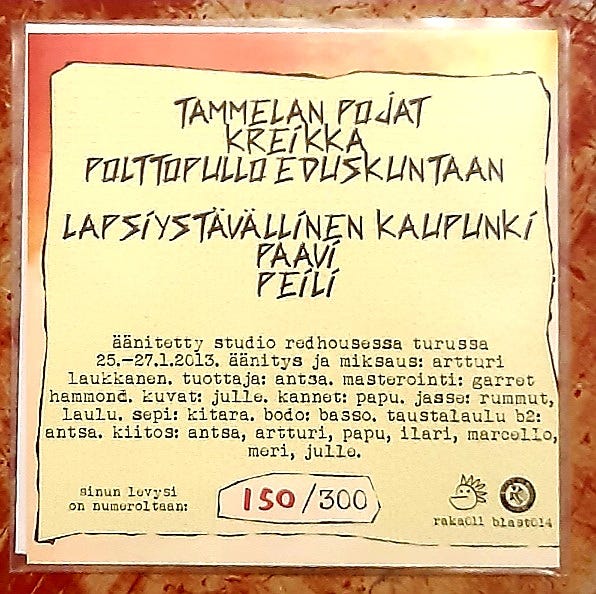 TAMMELAN POJAT
KREIKKA
POLTTOPULLO EDUSKUNTAAN
LAPSIYSTÄVÄLLINEN KAUPUNKI
PAAVI
PEILI
äänitetty studio redhousessa turussa
25.–27.1.2013. äänitys ja miksaus: artturi
laukkanen. tuottaja: antsa. masterointi: garret
hammond. kuvat: julle. kannet: papu. jasse: rummut,
laulu. sepi: kitara. bodo: basso. taustalaulu b2:
antsa. kiitos: antsa, artturi, papu, ilari, marcello,
meri, julle.
sinun levysi
on numeroltaan:
150/300
raka011 blast014